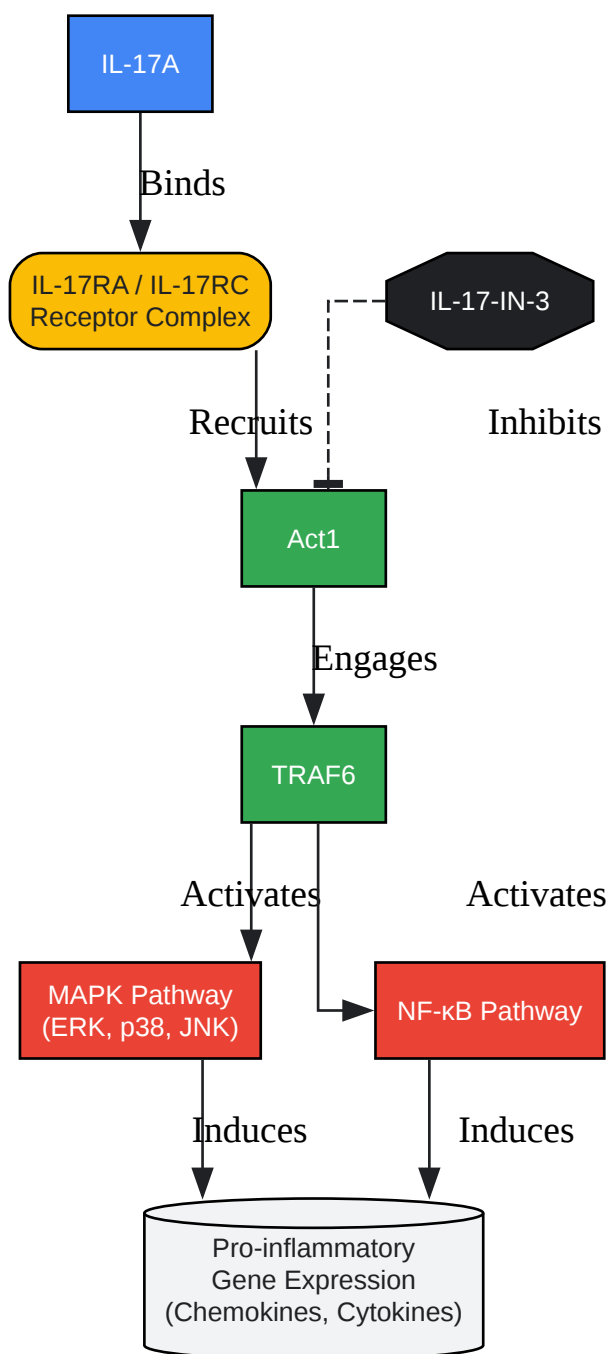 IL-17A
Binds
IL-17RA / IL-17RC
Receptor Complex
IL-17-IN-3
Recruits
Inhibits
Act1
Engages
TRAF6
Activates
Activates
MAPK Pathway
(ERK, p38, JNK)
NF-κB Pathway
Induces
Induces
Pro-inflammatory
Gene Expression
(Chemokines, Cytokines)